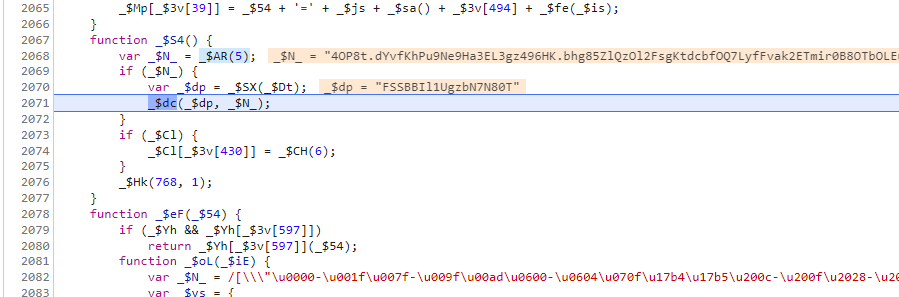 2065 _$Mp[_$3v[39]] = _$54 + '=' + _$js + _$sa() + _$3v[494] + _$fe(_$is);
2066 }
2067 function _$S4() {
2068 var _$N_ = _$AR(5); _$N_ = "4OP8t.dYvfKhPu9Ne9Ha3EL3gz496HK.bhg85ZlQzOl2FsgKtdcbfOQ7LyfFvak2ETmir0B8OTbOLE
2069 if (_$N_) {
2070 var _$dp = _$SX(_$Dt); _$dp = "FSSBBIl1UgzbN7N80T"
2071 _$dc(_$dp, _$N_);
2072 }
2073 if (_$Cl) {
2074 _$Cl[_$3v[430]] = _$CH(6);
2075 }
2076 _$Hk(768, 1);
2077 }
2078 function _$eF(_$54) {
2079 if (_$Yh && _$Yh[_$3v[597]])
2080 return _$Yh[_$3v[597]](_$54);
2081 function _$oL(_$iE) {
2082 var _$N_ = /[\\\"\u0000-\u001f\u007f-\u009f\u00ad\u0600-\u0604\u070f\u17b4\u17b5\u200c-\u200f\u2028-\u20
2083 var _$vs = {